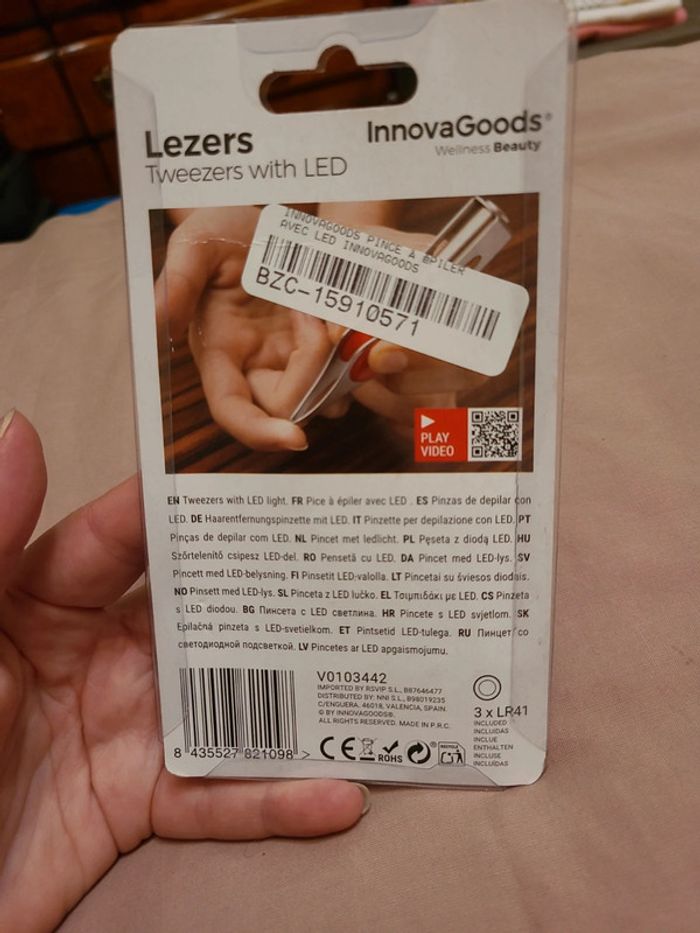 Lezers
Tweezers with LED
InnovaGoods®
Wellness Beauty
INNOVAGOODS PINCE À ÉPILER
AVEC LED INNOVAGOODS
BZC-15910571
PLAY
VIDEO
EN Tweezers with LED light. FR Pice à épiler avec LED . ES Pinzas de depilar con
LED. DE Haarentfernungspinzette mit LED. IT Pinzette per depilazione con LED. PT
Pinças de depilar com LED. NL Pincet met ledlicht. PL Pęseta z diodą LED. HU
Szőrtelenítő csipesz LED-del. RO Pensetă cu LED. DA Pincet med LED-lys. SV
Pincett med LED-belysning. FI Pinsetit LED-valolla. LT Pincetai su šviesos diodais.
NO Pinsett med LED-lys. SL Pinceta z LED lučko. EL Τσιμπιδάκι με LED. CS Pinzeta
s LED diodou. BG Пинсета с LED светлина. HR Pincete s LED svjetlom. SK
Epilačná pinzeta s LED-svetielkom. ET Pintsetid LED-tulega. RU Пинцет со
светодиодной подсветкой. LV Pincetes ar LED apgaismojumu.
V0103442
IMPORTED BY RSVIP S.L., B87646477
DISTRIBUTED BY: NNI S.L., B98019235
C/ENGUERA, 46018, VALENCIA, SPAIN.
© BY INNOVAGOODS®.
ALL RIGHTS RESERVED. MADE IN P.R.C.
8 435527 821098 >
CE
ROHS
RECYCLE
3 x LR41
INCLUDED
INCLUIDAS
INCLUE
ENTHALTEN
INCLUSE
INCLUÍDAS